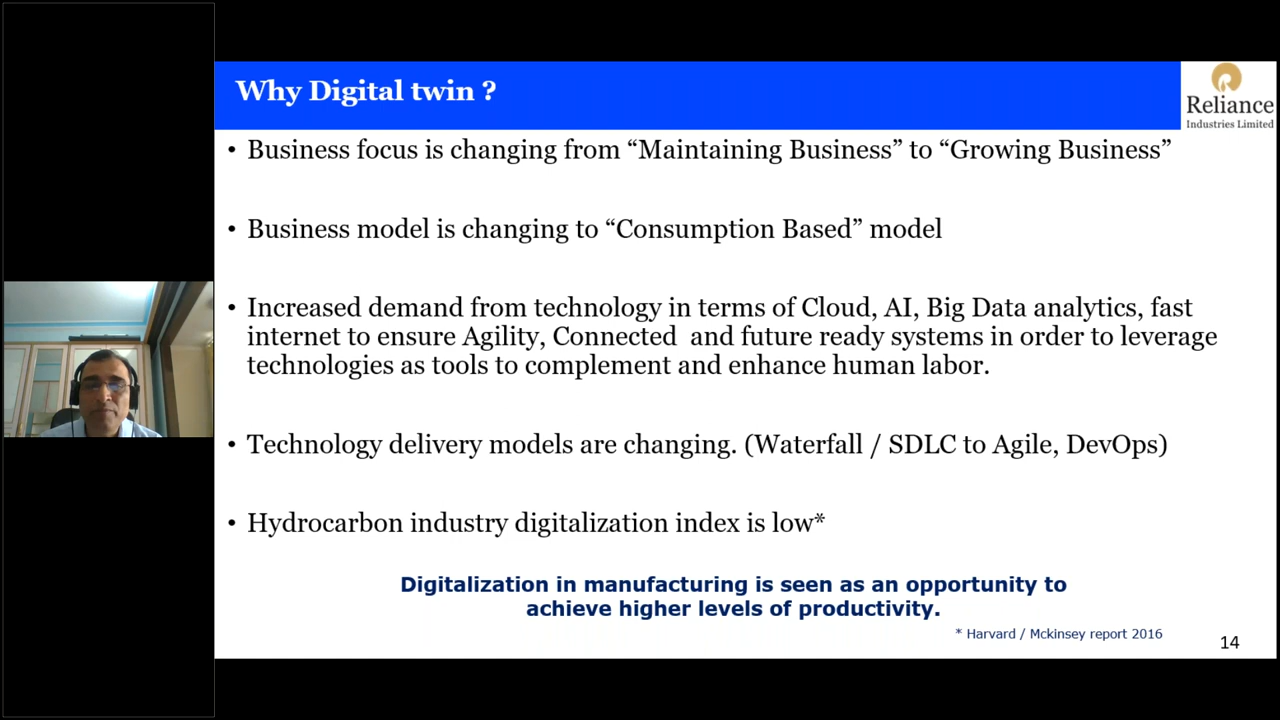 Why Digital twin ?
Reliance
Industries Limited
• Business focus is changing from “Maintaining Business” to “Growing Business”
• Business model is changing to “Consumption Based” model
• Increased demand from technology in terms of Cloud, AI, Big Data analytics, fast
internet to ensure Agility, Connected  and future ready systems in order to leverage
technologies as tools to complement and enhance human labor.
• Technology delivery models are changing. (Waterfall / SDLC to Agile, DevOps)
• Hydrocarbon industry digitalization index is low*
Digitalization in manufacturing is seen as an opportunity to
achieve higher levels of productivity.
* Harvard / Mckinsey report 2016
14